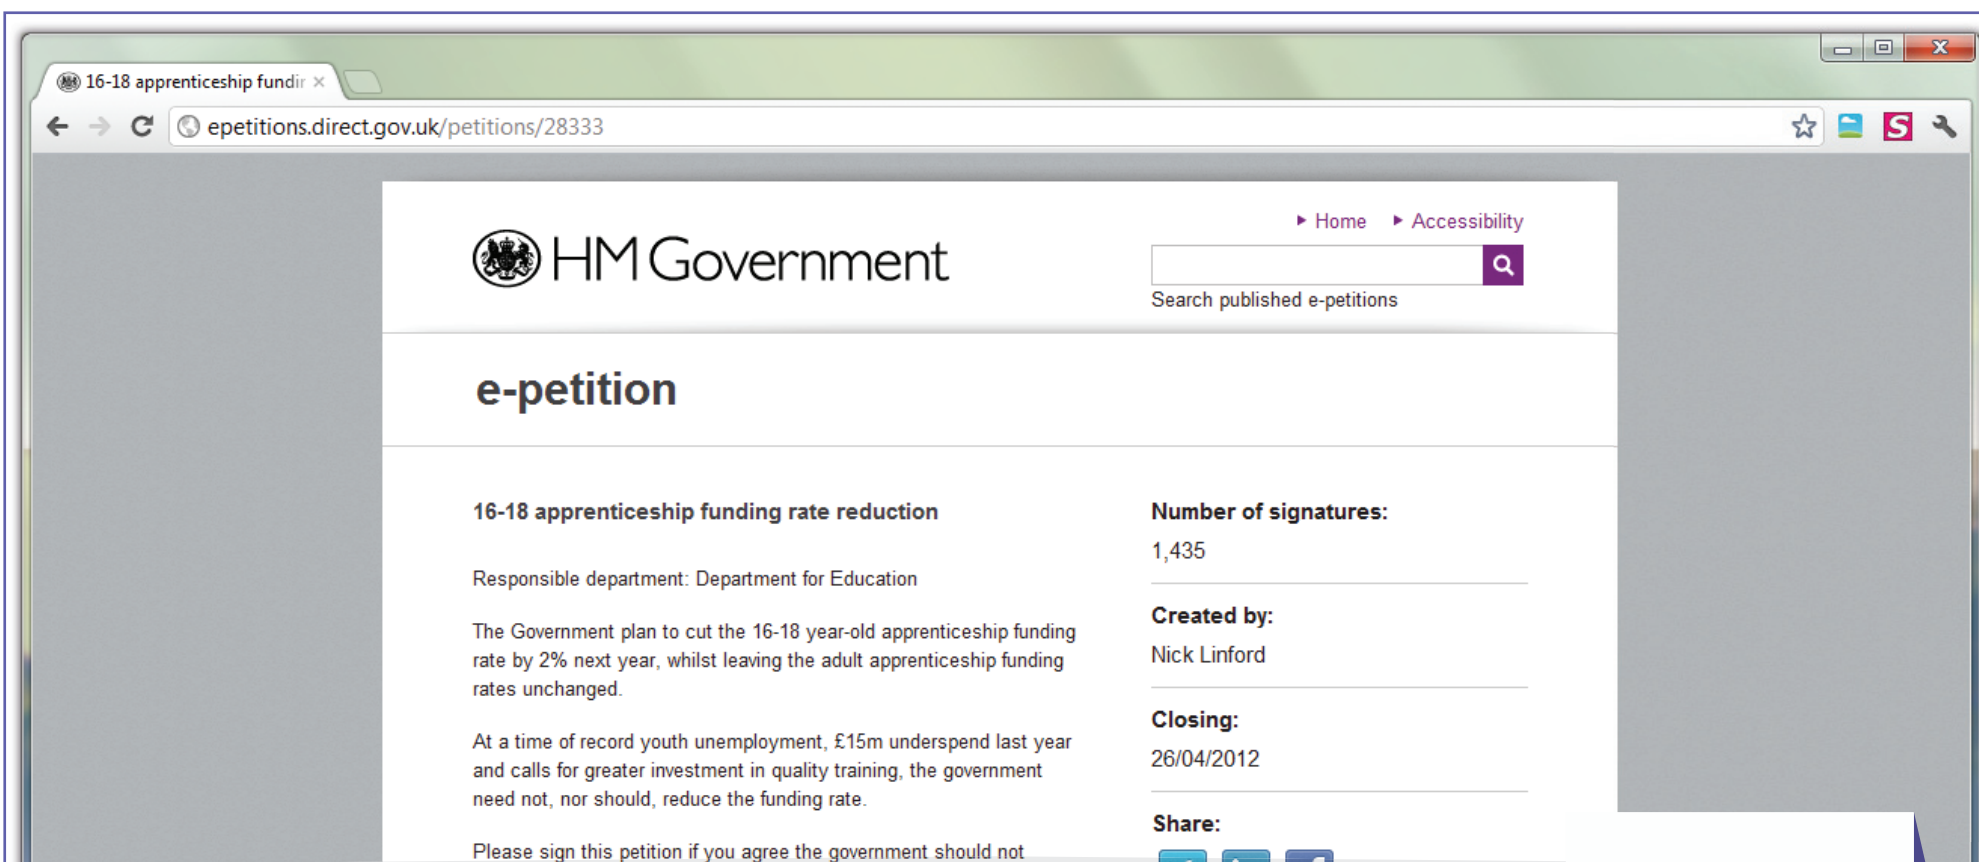 16-18 apprenticeship fundir
epetitions.direct.gov.uk/petitions/28333
S
Home Accessibility
HM Government
Search published e-petitions
e-petition
16-18 apprenticeship funding rate reduction
Responsible department: Department for Education
The Government plan to cut the 16-18 year-old apprenticeship funding
rate by 2% next year, whilst leaving the adult apprenticeship funding
rates unchanged.
At a time of record youth unemployment, £15m underspend last year
and calls for greater investment in quality training, the government
need not, nor should, reduce the funding rate.
Please sign this petition if you agree the government should not
Number of signatures:
1,435
Created by:
Nick Linford
Closing:
26/04/2012
Share: